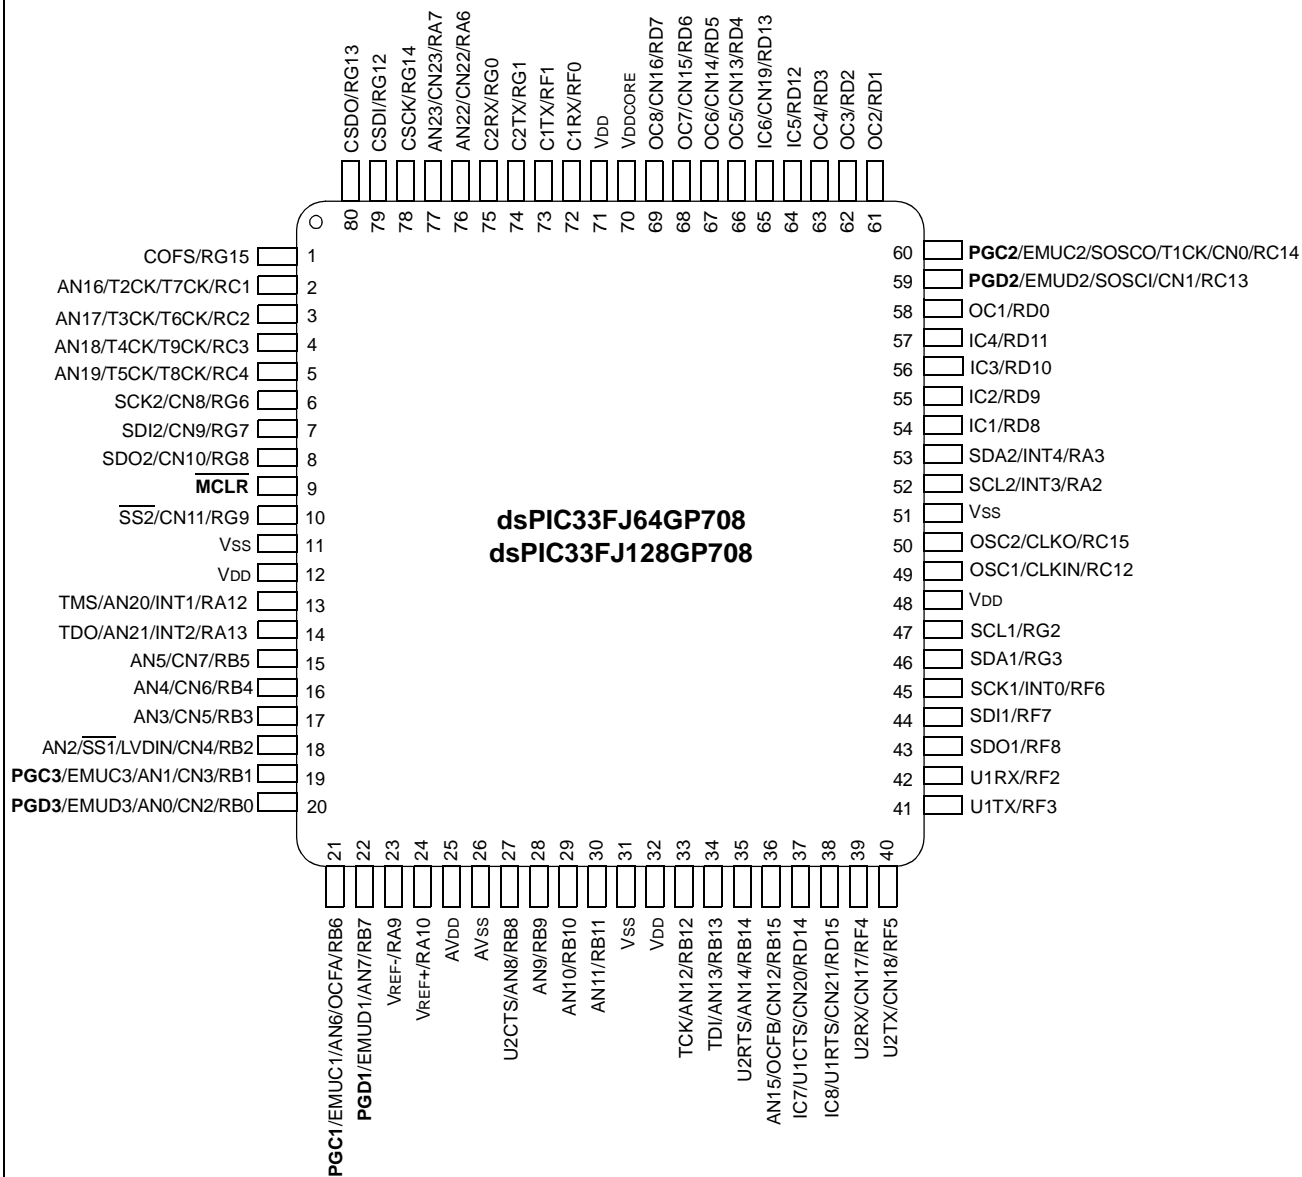 CSDO/RG13
CSDI/RG12
CSCK/RG14
AN23/CN23/RA7
AN22/CN22/RA6
C2RX/RG0
C2TX/RG1
C1TX/RF1
C1RX/RF0
VDD
VDDCORE
OC8/CN16/RD7
OC7/CN15/RD6
OC6/CN14/RD5
OC5/CN13/RD4
IC6/CN19/RD13
IC5/RD12
OC4/RD3
OC3/RD2
OC2/RD1
80
79
78
77
76
75
74
73
72
71
70
69
68
67
66
65
64
63
62
61
COFS/RG15 1
AN16/T2CK/T7CK/RC1 2
AN17/T3CK/T6CK/RC2 3
AN18/T4CK/T9CK/RC3 4
AN19/T5CK/T8CK/RC4 5
SCK2/CN8/RG6 6
SDI2/CN9/RG7 7
SDO2/CN10/RG8 8
MCLR 9
SS2/CN11/RG9 10
VSS 11
VDD 12
TMS/AN20/INT1/RA12 13
TDO/AN21/INT2/RA13 14
AN5/CN7/RB5 15
AN4/CN6/RB4 16
AN3/CN5/RB3 17
AN2/SS1/LVDIN/CN4/RB2 18
PGC3/EMUC3/AN1/CN3/RB1 19
PGD3/EMUD3/AN0/CN2/RB0 20
dsPIC33FJ64GP708
dsPIC33FJ128GP708
60 PGC2/EMUC2/SOSCO/T1CK/CN0/RC14
59 PGD2/EMUD2/SOSCI/CN1/RC13
58 OC1/RD0
57 IC4/RD11
56 IC3/RD10
55 IC2/RD9
54 IC1/RD8
53 SDA2/INT4/RA3
52 SCL2/INT3/RA2
51 VSS
50 OSC2/CLKO/RC15
49 OSC1/CLKIN/RC12
48 VDD
47 SCL1/RG2
46 SDA1/RG3
45 SCK1/INT0/RF6
44 SDI1/RF7
43 SDO1/RF8
42 U1RX/RF2
41 U1TX/RF3
21
22
23
24
25
26
27
28
29
30
31
32
33
34
35
36
37
38
39
40
PGC1/EMUC1/AN6/OCFA/RB6
PGD1/EMUD1/AN7/RB7
VREF-/RA9
VREF+/RA10
AVDD
AVSS
U2CTS/AN8/RB8
AN9/RB9
AN10/RB10
AN11/RB11
VSS
VDD
TCK/AN12/RB12
TDI/AN13/RB13
U2RTS/AN14/RB14
AN15/OCFB/CN12/RB15
IC7/U1CTS/CN20/RD14
IC8/U1RTS/CN21/RD15
U2RX/CN17/RF4
U2TX/CN18/RF5